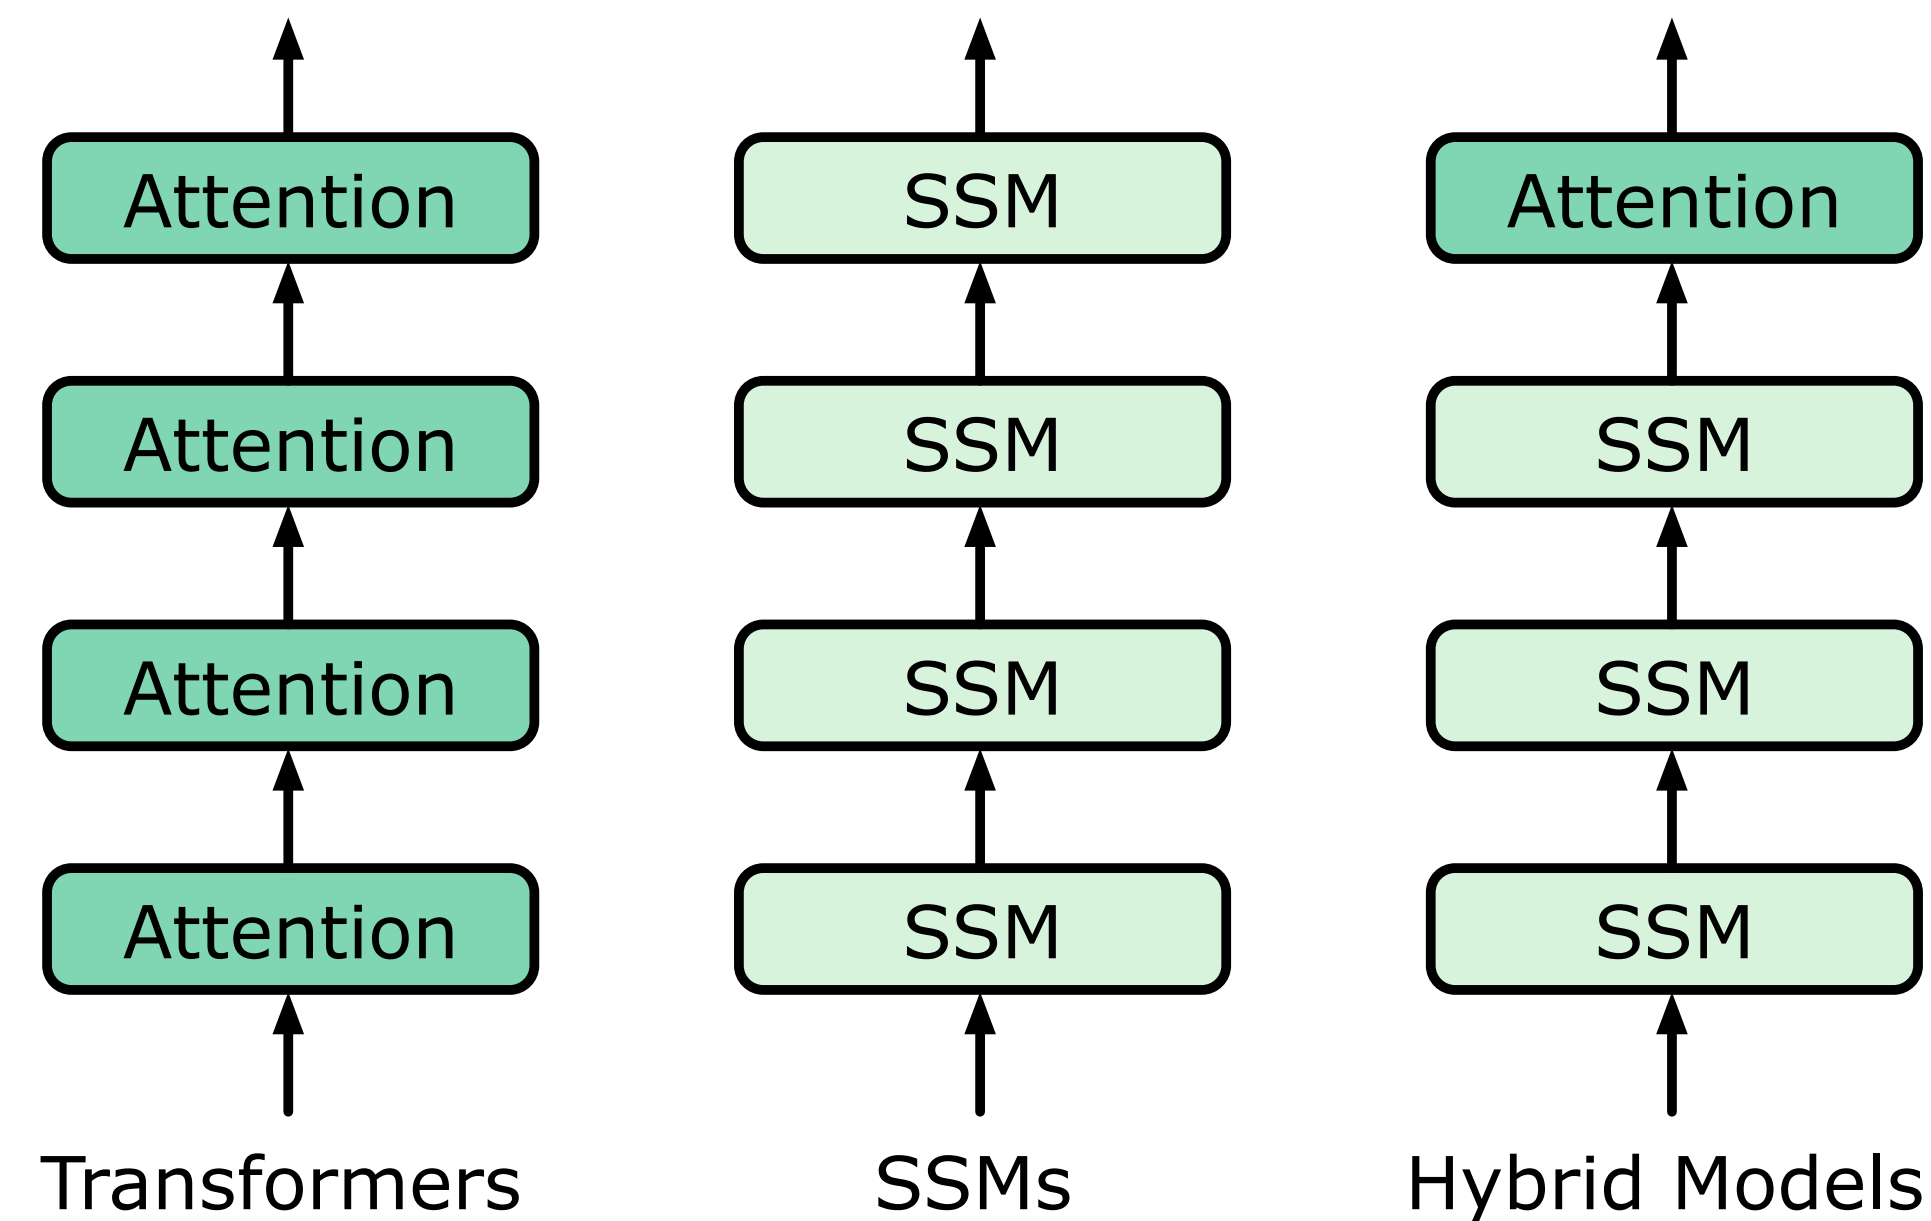 Attention
Attention
Attention
Attention
Transformers
SSM
SSM
SSM
SSM
SSMs
Attention
SSM
SSM
SSM
Hybrid Models